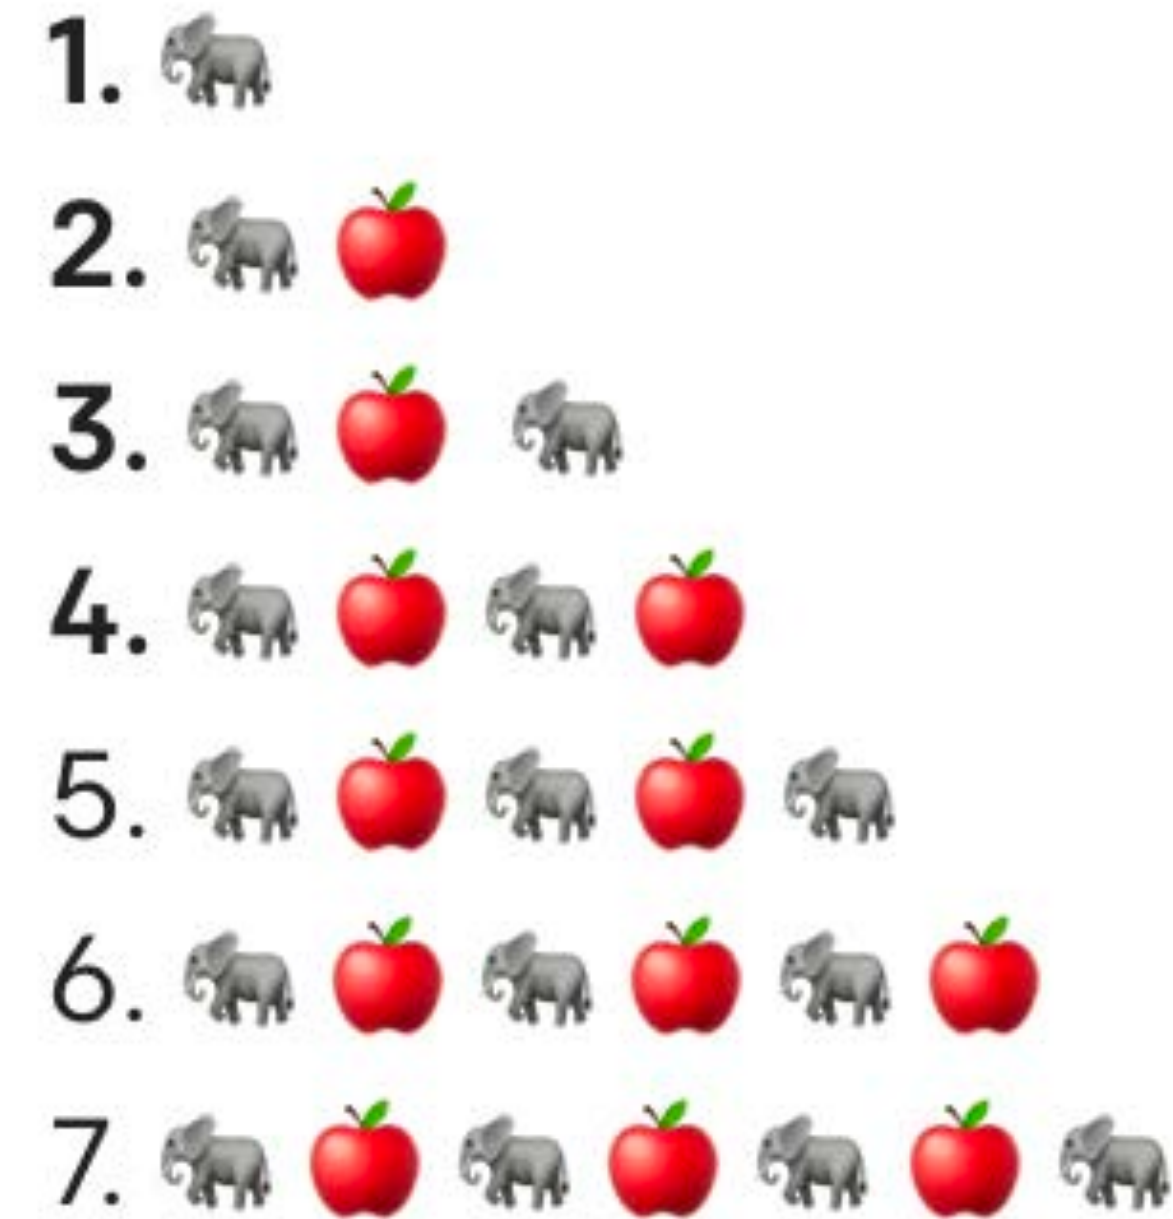 1. 🐘
2. 🐘 🍎
3. 🐘 🍎 🐘
4. 🐘 🍎 🐘 🍎
5. 🐘 🍎 🐘 🍎 🐘
6. 🐘 🍎 🐘 🍎 🐘 🍎
7. 🐘 🍎 🐘 🍎 🐘 🍎 🐘